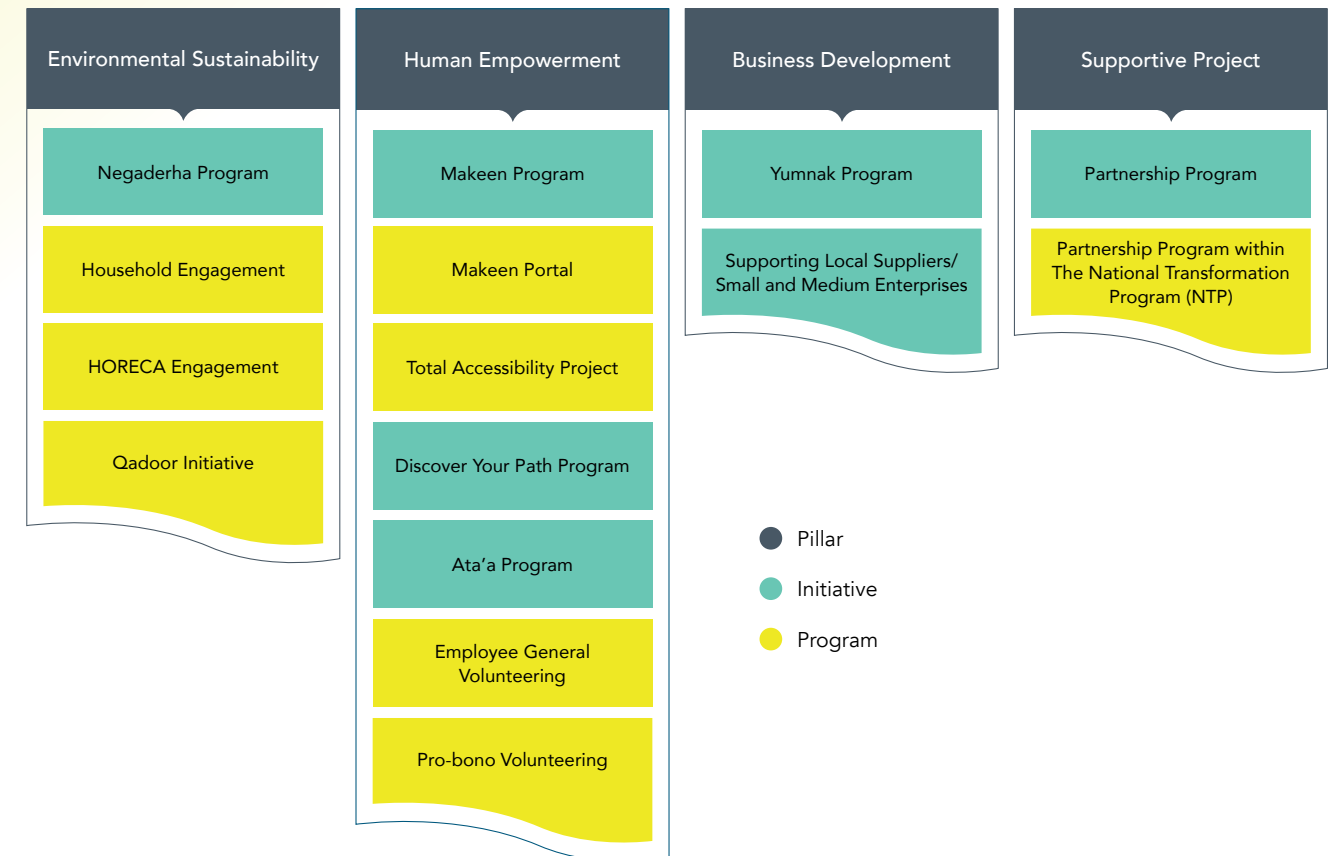 Environmental Sustainability
Negaderha Program
Household Engagement
HORECA Engagement
Qadoor Initiative
Human Empowerment
Makeen Program
Makeen Portal
Total Accessibility Project
Discover Your Path Program
Ata’a Program
Employee General
Volunteering
Pro-bono Volunteering
Business Development
Yumnak Program
Supporting Local Suppliers/
Small and Medium Enterprises
Supportive Project
Partnership Program
Partnership Program within
The National Transformation
Program (NTP)
Pillar
Initiative
Program